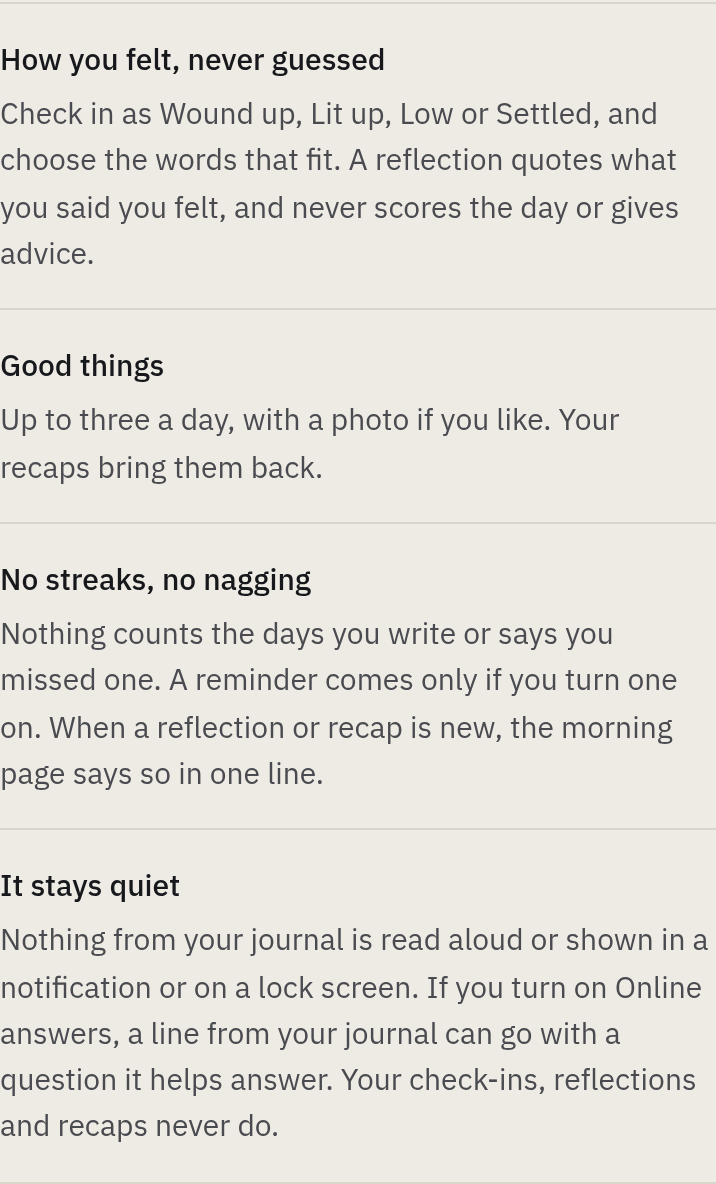 How you felt, never guessed
Check in as Wound up, Lit up, Low or Settled, and
choose the words that fit. A reflection quotes what
you said you felt, and never scores the day or gives
advice.
Good things
Up to three a day, with a photo if you like. Your
recaps bring them back.
No streaks, no nagging
Nothing counts the days you write or says you
missed one. A reminder comes only if you turn one
on. When a reflection or recap is new, the morning
page says so in one line.
It stays quiet
Nothing from your journal is read aloud or shown in a
notification or on a lock screen. If you turn on Online
answers, a line from your journal can go with a
question it helps answer. Your check-ins, reflections
and recaps never do.